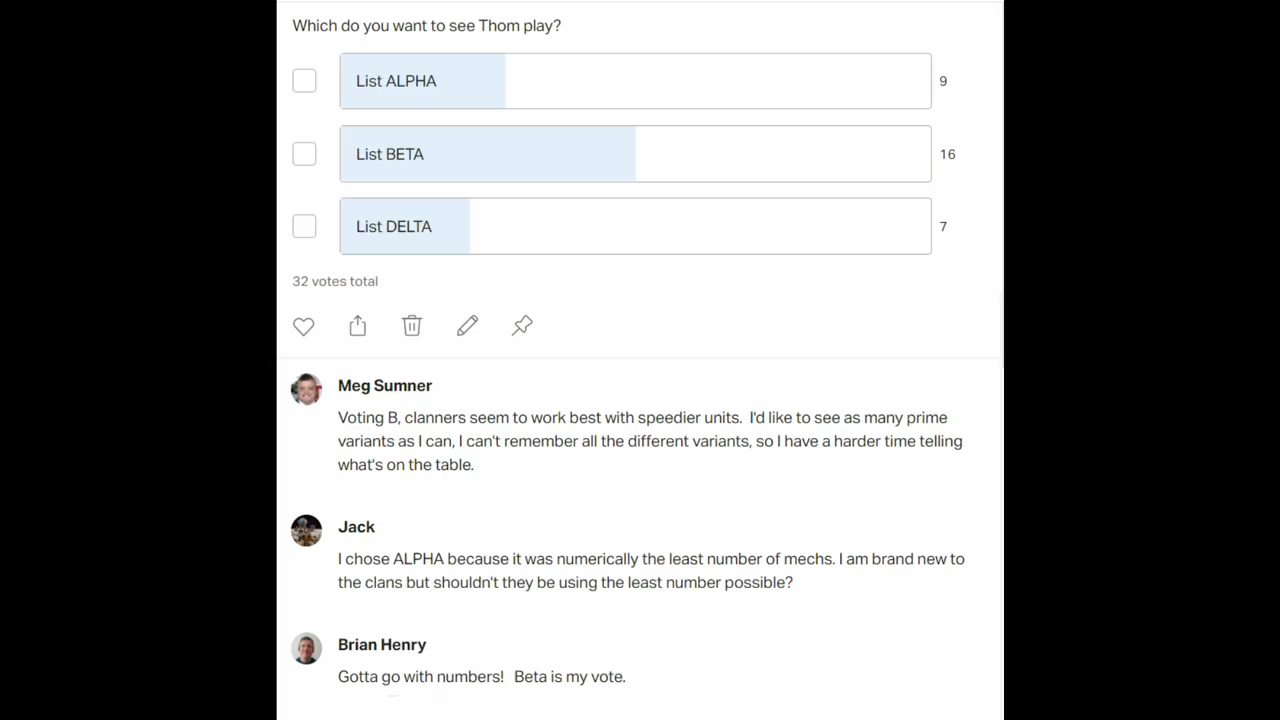 Which do you want to see Thom play?
List ALPHA
9
List BETA
16
List DELTA
7
32 votes total
Meg Sumner
Voting B, clanners seem to work best with speedier units.  I'd like to see as many prime
variants as I can, I can't remember all the different variants, so I have a harder time telling
what's on the table.
Jack
I chose ALPHA because it was numerically the least number of mechs. I am brand new to
the clans but shouldn't they be using the least number possible?
Brian Henry
Gotta go with numbers!  Beta is my vote.